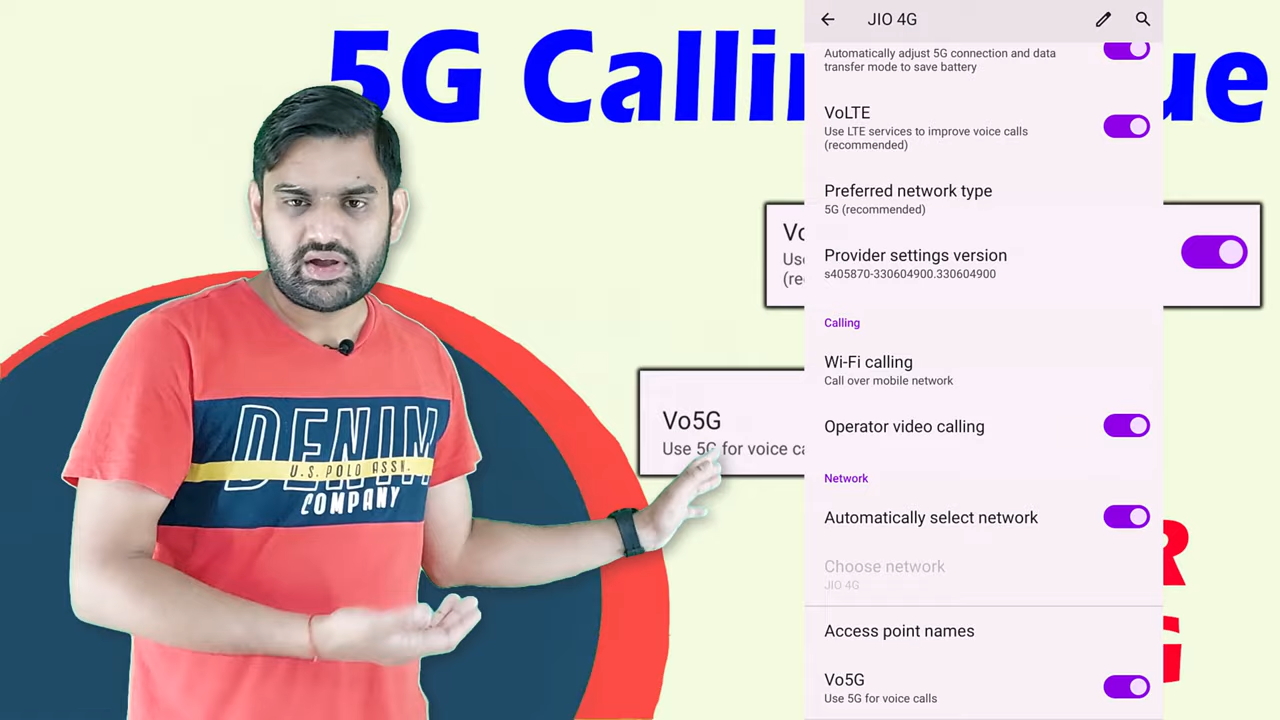 5G Calli
ue
JIO 4G
Automatically adjust 5G connection and data
transfer mode to save battery
VoLTE
Use LTE services to improve voice calls
(recommended)
Preferred network type
5G (recommended)
Provider settings version
s405870-330604900.330604900
Calling
Wi-Fi calling
Call over mobile network
Operator video calling
Network
Automatically select network
Choose network
JIO 4G
Access point names
Vo5G
Use 5G for voice calls
Vo
Use
(re
Vo5G
Use 5G for voice ca
R
G
DENIM
U.S. POLO ASSN.
COMPANY